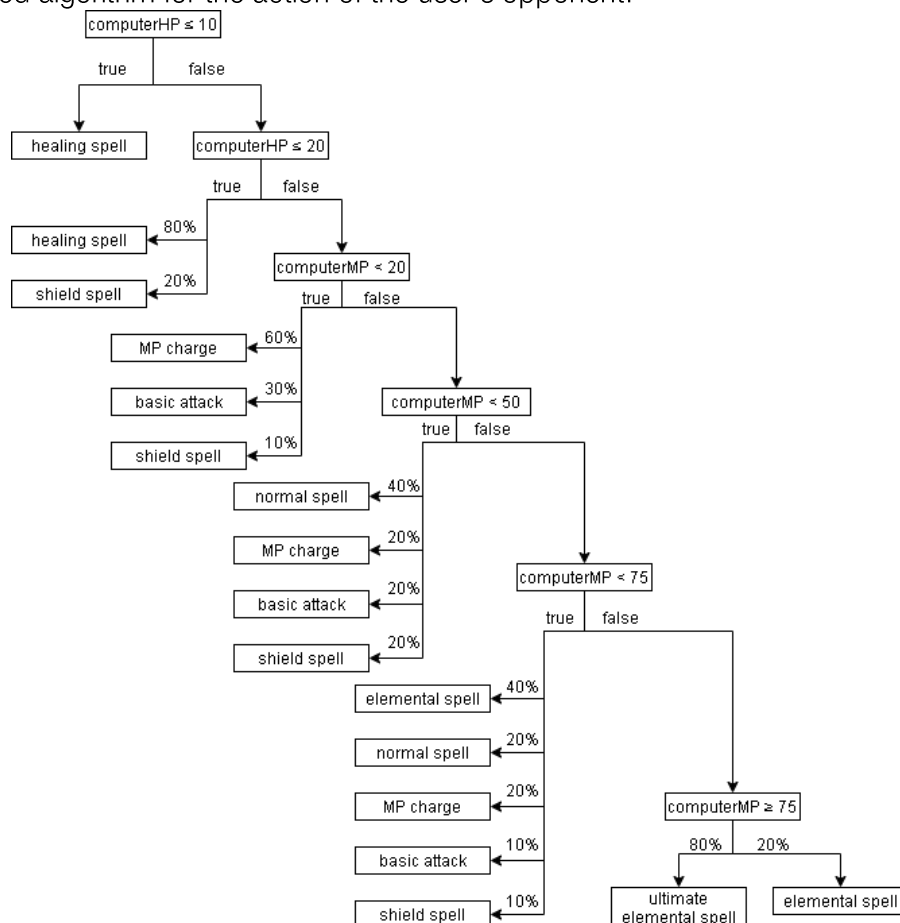 ed algorithm for the action of the user's opponent.
computerHP ≤ 10
true false
healing spell
computerHP ≤ 20
true false
80%
healing spell
20%
shield spell
computerMP < 20
true false
60%
MP charge
30%
basic attack
10%
shield spell
computerMP < 50
true false
40%
normal spell
20%
MP charge
20%
basic attack
20%
shield spell
computerMP < 75
true false
40%
elemental spell
20%
normal spell
20%
MP charge
10%
basic attack
10%
shield spell
computerMP ≥ 75
80% 20%
ultimate
elemental spell
elemental spell